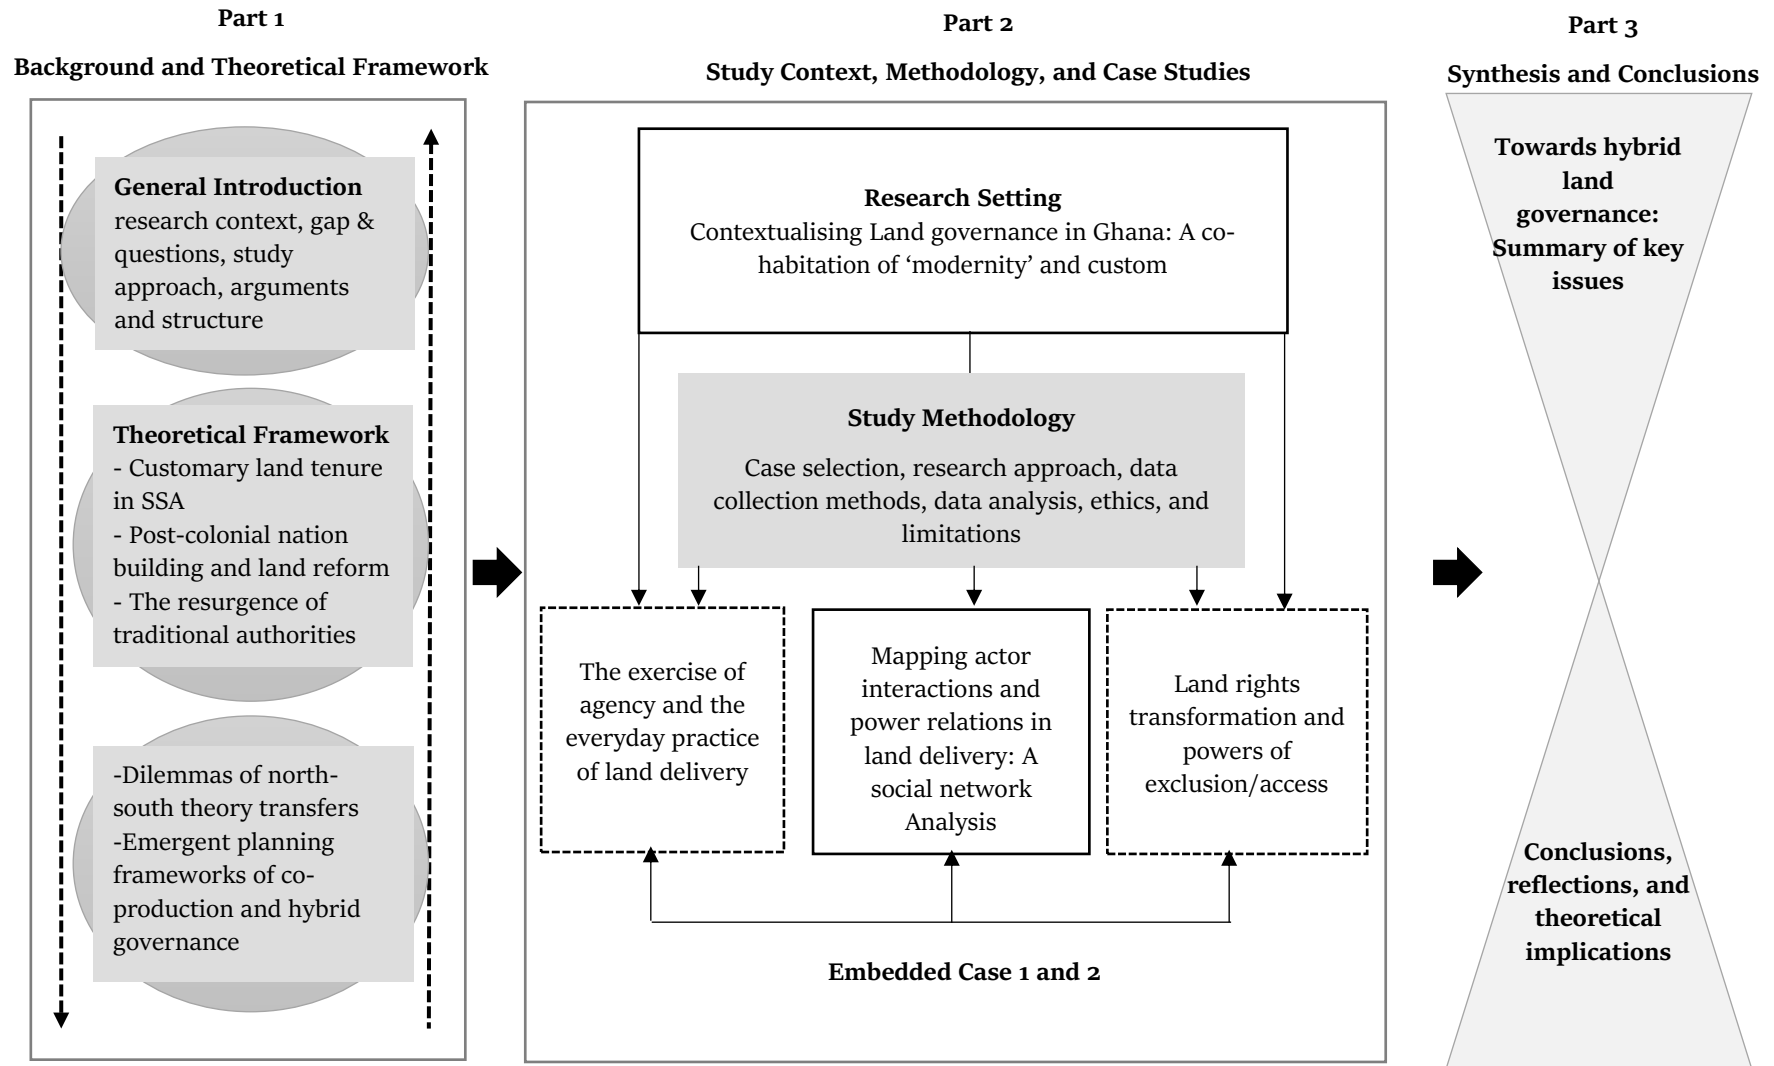 Part 1
Background and Theoretical Framework
General Introduction
research context, gap &
questions, study
approach, arguments
and structure
Theoretical Framework
- Customary land tenure
in SSA
- Post-colonial nation
building and land reform
- The resurgence of
traditional authorities
-Dilemmas of north-
south theory transfers
-Emergent planning
frameworks of co-
production and hybrid
governance
Part 2
Study Context, Methodology, and Case Studies
Research Setting
Contextualising Land governance in Ghana: A co-
habitation of ‘modernity’ and custom
Study Methodology
Case selection, research approach, data
collection methods, data analysis, ethics, and
limitations
The exercise of
agency and the
everyday practice
of land delivery
Mapping actor
interactions and
power relations in
land delivery: A
social network
Analysis
Land rights
transformation and
powers of
exclusion/access
Embedded Case 1 and 2
Part 3
Synthesis and Conclusions
Towards hybrid
land
governance:
Summary of key
issues
Conclusions,
reflections, and
theoretical
implications